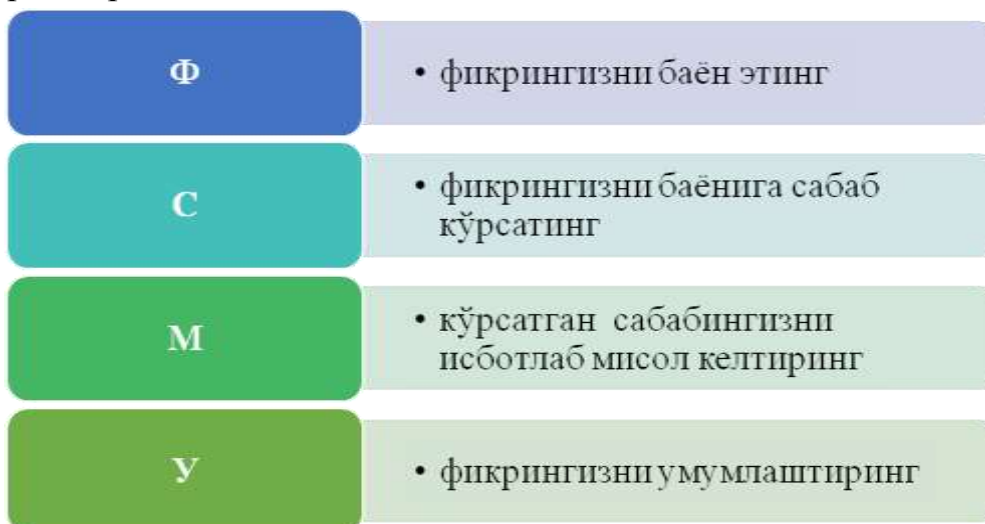 Ф
• фикрингизни баён этинг
С
• фикрингизни баёнига сабаб
кўрсатинг
М
• кўрсатган сабабингизни
исботлаб мисол келтиринг
У
• фикрингизни умумлаштиринг